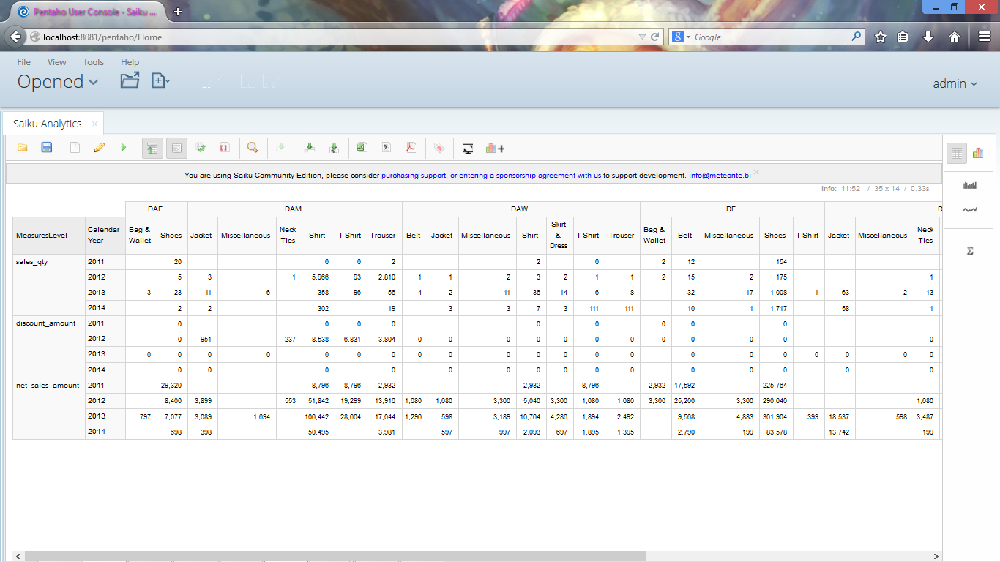 Pentaho User Console - Saiku ...
localhost:8081/pentaho/Home
Google
File View Tools Help
Opened
admin
Saiku Analytics
You are using Saiku Community Edition, please consider purchasing support, or entering a sponsorship agreement with us to support development. info@meteorite.bi
Info: 11:52 / 35 x 14 / 0.33s
DAF DAM DAW DF D
MeasuresLevel Calendar Year Bag & Wallet Shoes Jacket Miscellaneous Neck Ties Shirt T-Shirt Trouser Belt Jacket Miscellaneous Shirt Skirt & Dress T-Shirt Trouser Bag & Wallet Belt Miscellaneous Shoes T-Shirt Jacket Miscellaneous Neck Ties
sales_qty 2011 20 6 6 2 2 6 2 12 154
2012 5 3 1 5,966 93 2,810 1 1 2 3 2 1 1 2 15 2 175 1
2013 3 23 11 6 358 96 56 4 2 11 36 14 6 8 32 17 1,008 1 63 2 13
2014 2 2 302 19 3 3 7 3 111 111 10 1 1,717 58 1
discount_amount 2011 0 0 0 0 0 0 0 0 0
2012 0 951 237 8,538 6,831 3,804 0 0 0 0 0 0 0 0 0 0 0 0
2013 0 0 0 0 0 0 0 0 0 0 0 0 0 0 0 0 0 0 0 0 0
2014 0 0 0 0 0 0 0 0 0 0 0 0 0 0 0
net_sales_amount 2011 29,320 8,796 8,796 2,932 2,932 8,796 2,932 17,592 225,764
2012 8,400 3,899 553 51,842 19,299 13,916 1,680 1,680 3,360 5,040 3,360 1,680 1,680 3,360 25,200 3,360 290,640 1,680
2013 797 7,077 3,089 1,694 106,442 28,604 17,044 1,296 598 3,189 10,764 4,286 1,894 2,492 9,568 4,883 301,904 399 18,537 598 3,487
2014 698 398 50,495 3,981 597 997 2,093 697 1,895 1,395 2,790 199 83,578 13,742 199